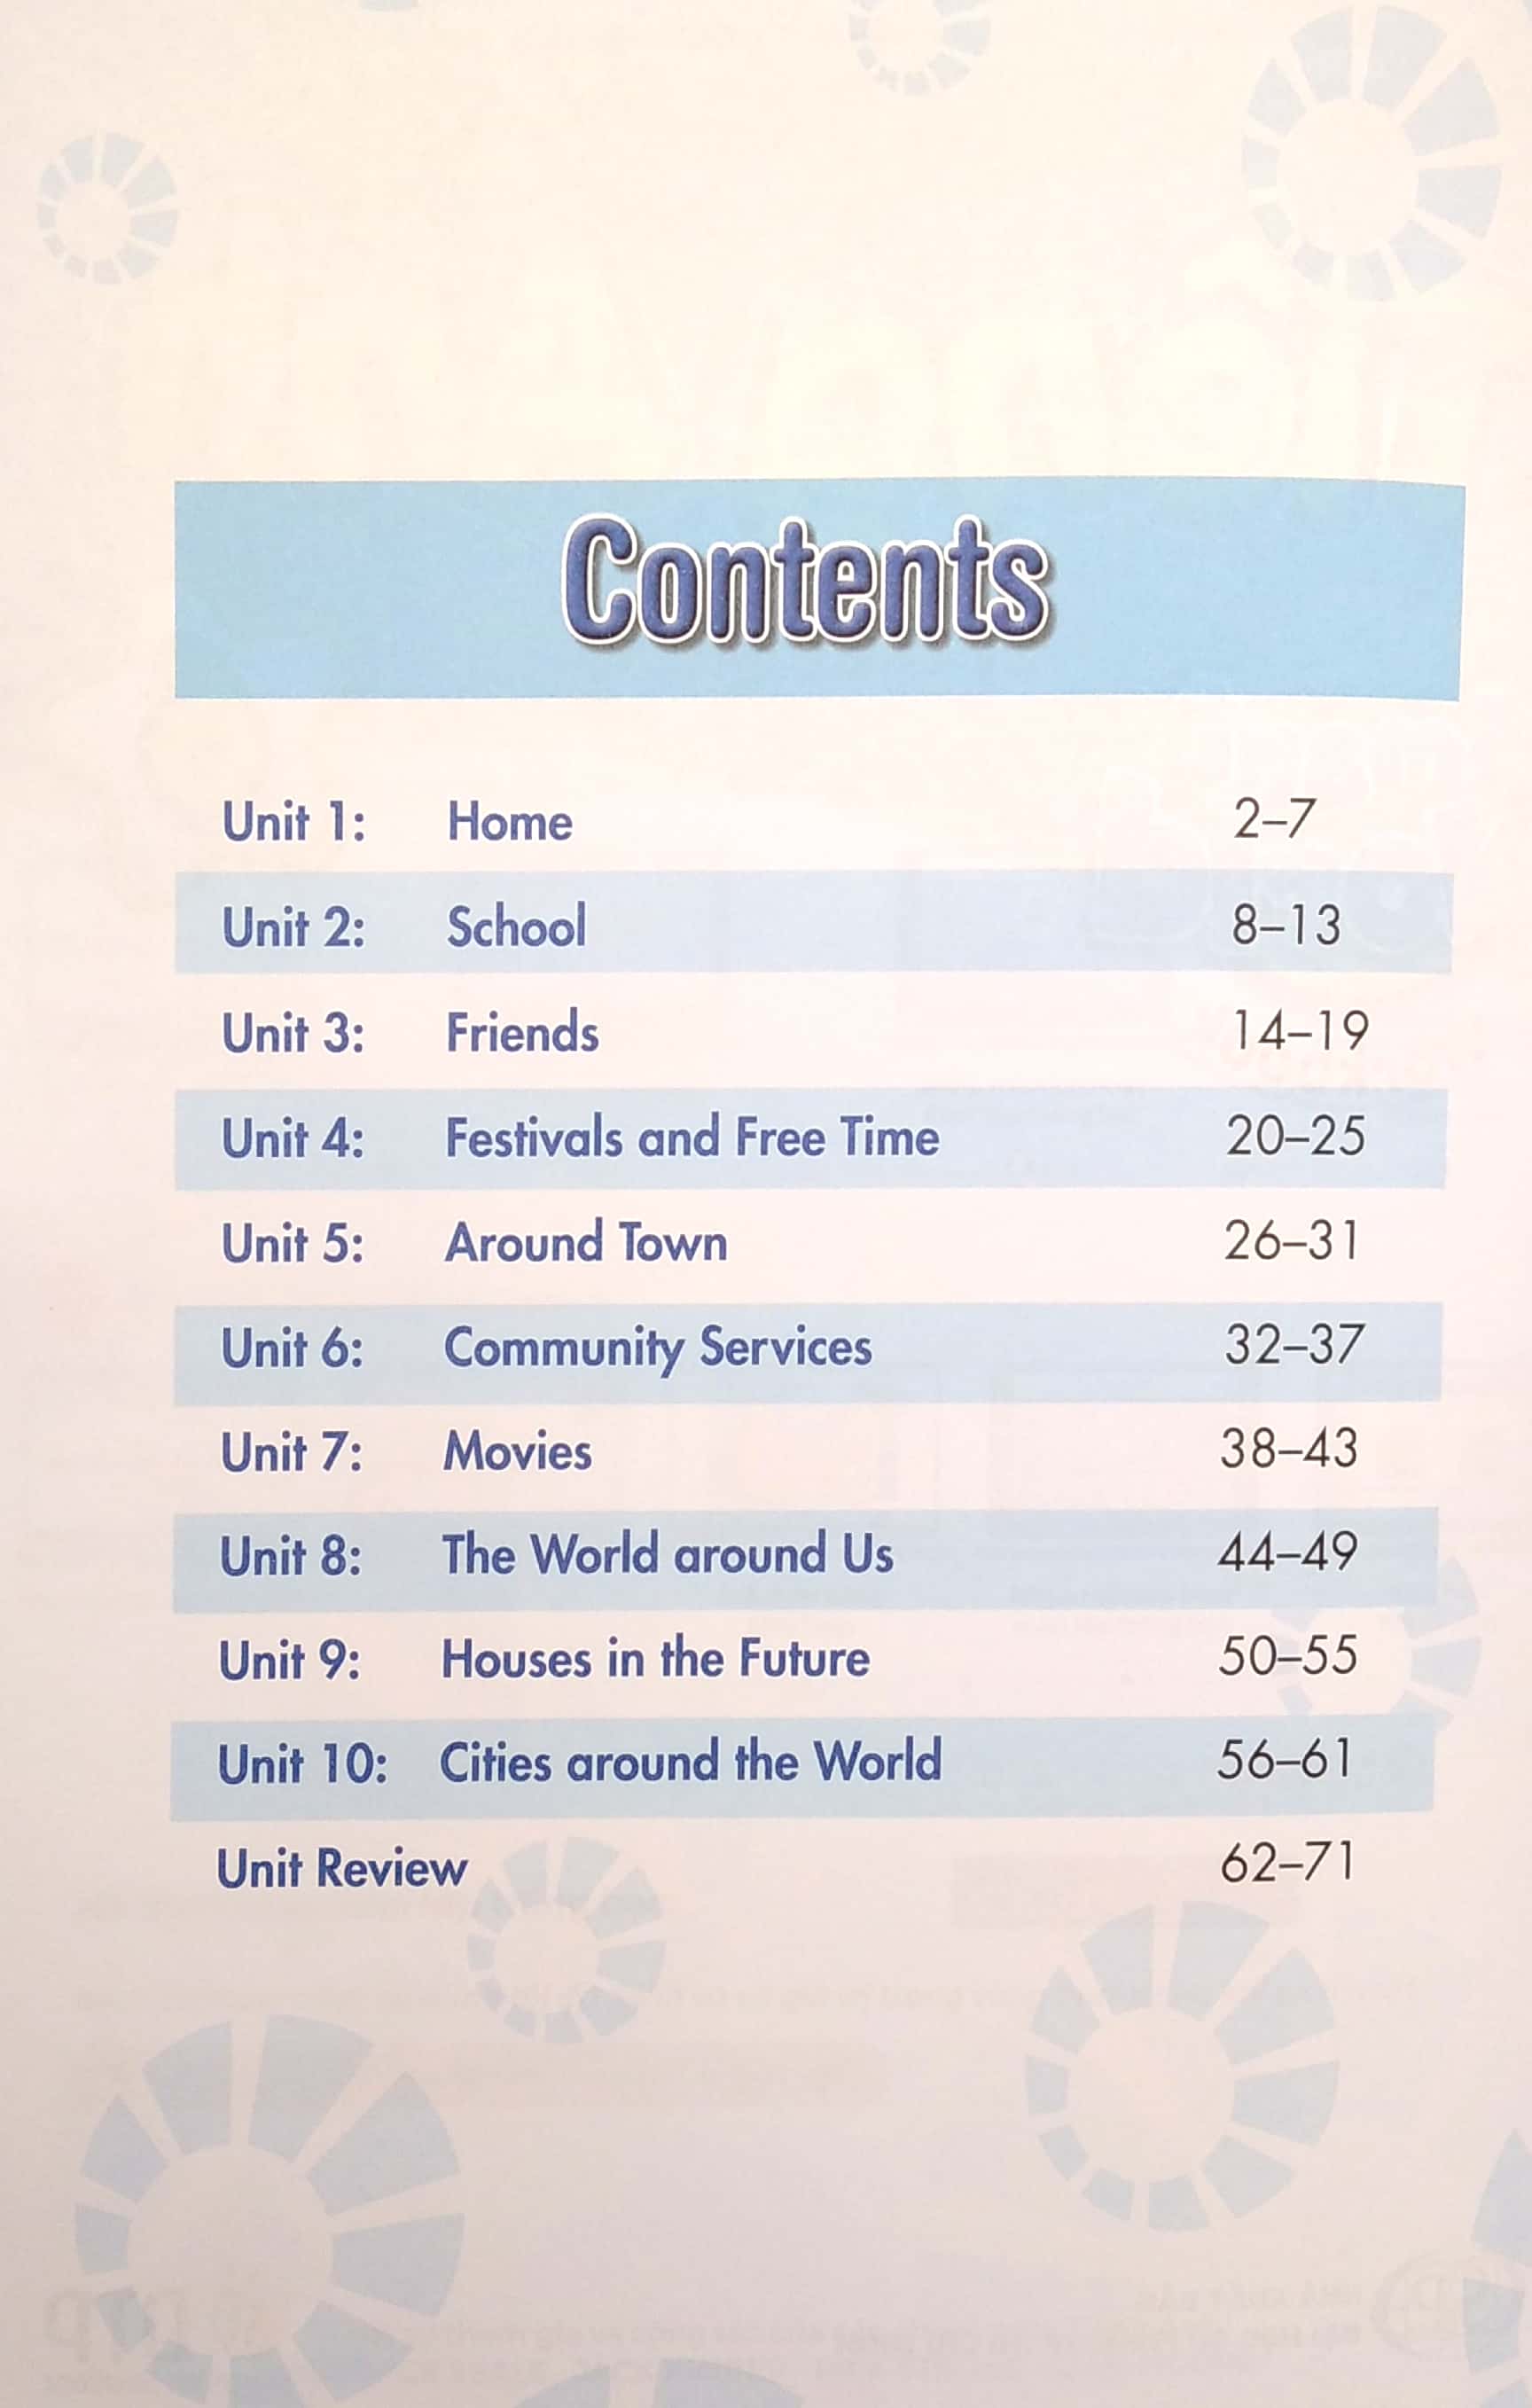 Contents
Unit 1: Home 2–7
Unit 2: School 8–13
Unit 3: Friends 14–19
Unit 4: Festivals and Free Time 20–25
Unit 5: Around Town 26–31
Unit 6: Community Services 32–37
Unit 7: Movies 38–43
Unit 8: The World around Us 44–49
Unit 9: Houses in the Future 50–55
Unit 10: Cities around the World 56–61
Unit Review 62–71